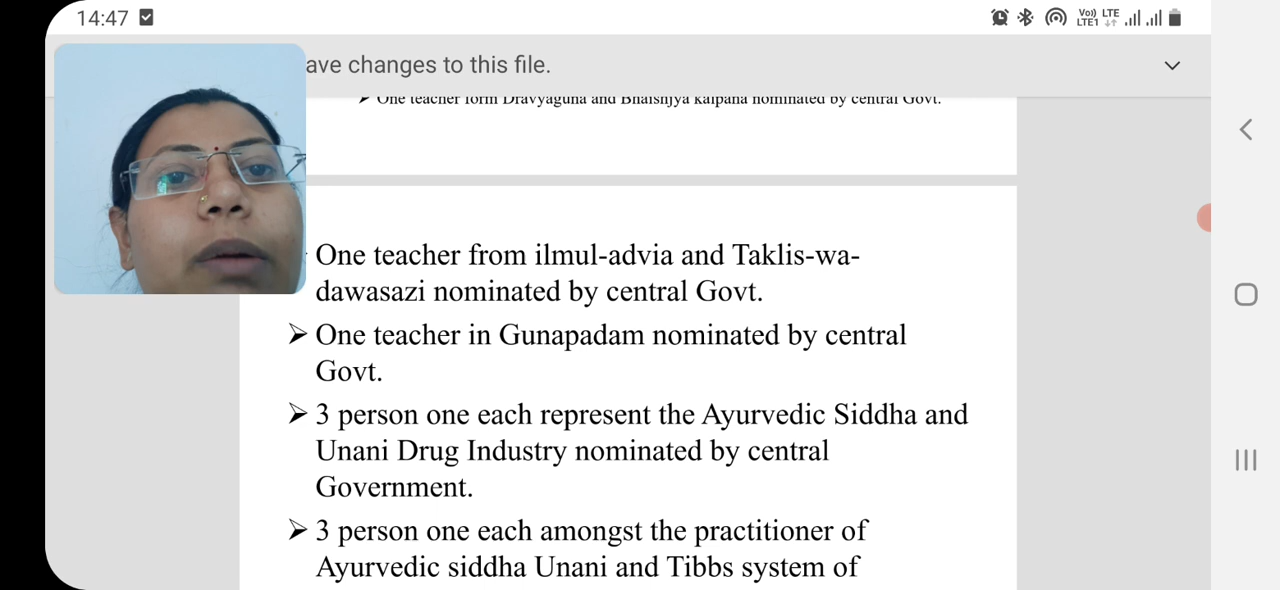 14:47
Vo)) LTE
LTE1
ave changes to this file.
One teacher form Dravyaguna and Bhaishjya kalpana nominated by central Govt.
One teacher from ilmul-advia and Taklis-wa-
dawasazi nominated by central Govt.
➤ One teacher in Gunapadam nominated by central
Govt.
➤ 3 person one each represent the Ayurvedic Siddha and
Unani Drug Industry nominated by central
Government.
➤ 3 person one each amongst the practitioner of
Ayurvedic siddha Unani and Tibbs system of